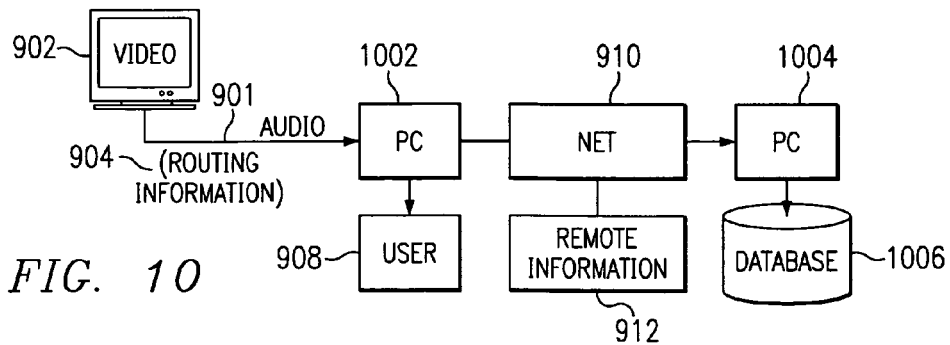 902
VIDEO
901
AUDIO
904
(ROUTING
INFORMATION)
1002
PC
910
NET
1004
PC
908
USER
REMOTE
INFORMATION
912
DATABASE
1006
FIG. 10